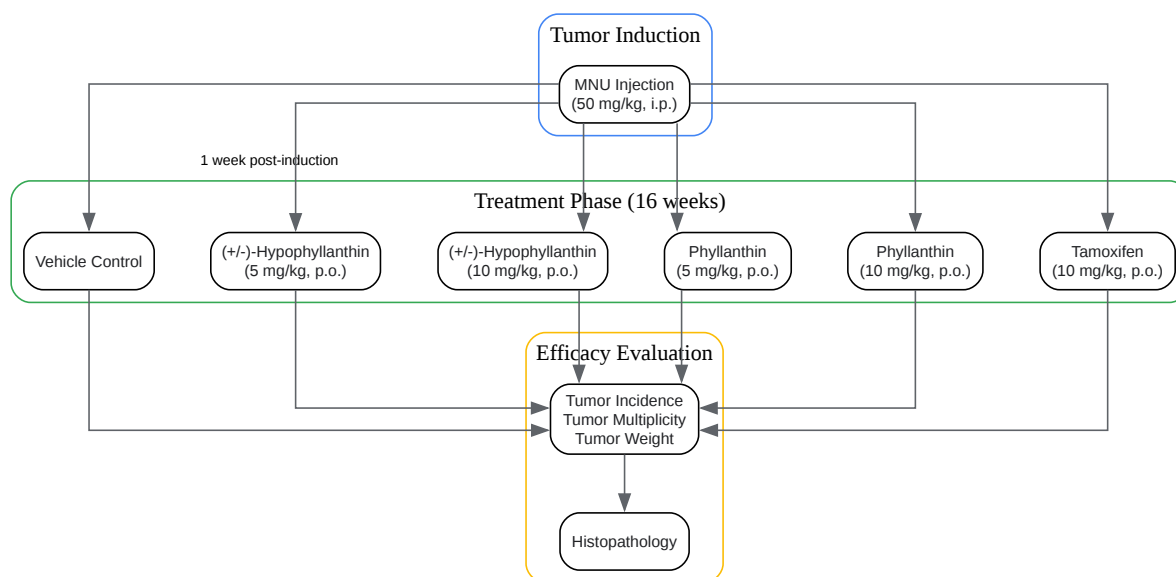 Tumor Induction
MNU Injection
(50 mg/kg, i.p.)
1 week post-induction
Treatment Phase (16 weeks)
Vehicle Control
(+/-)-Hypophyllanthin
(5 mg/kg, p.o.)
(+/-)-Hypophyllanthin
(10 mg/kg, p.o.)
Phyllanthin
(5 mg/kg, p.o.)
Phyllanthin
(10 mg/kg, p.o.)
Tamoxifen
(10 mg/kg, p.o.)
Efficacy Evaluation
Tumor Incidence
Tumor Multiplicity
Tumor Weight
Histopathology